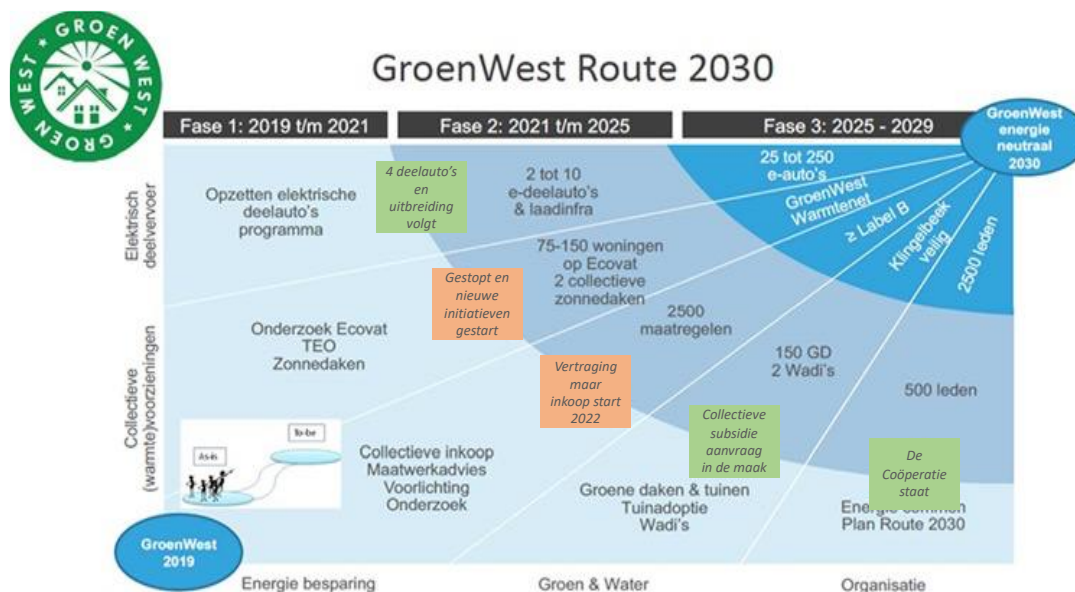 GROEN WEST
GROEN WEST
GROEN WEST
GroenWest Route 2030
Fase 1: 2019 t/m 2021
Fase 2: 2021 t/m 2025
Fase 3: 2025 - 2029
GroenWest
energie
neutraal
2030
Elektrisch
deelvervoer
Opzetten elektrische
deelauto's
programma
4 deelauto's
en
uitbreiding
volgt
2 tot 10
e-deelauto's
& laadinfra
25 tot 250
e-auto's
GroenWest
Warmtenet
≥ Label B
Klingelbeek
veilig
2500 leden
Collectieve
(warmte)voorzieningen
Onderzoek Ecovat
TEO
Zonnedaken
Gestopt en
nieuwe
initiatieven
gestart
75-150 woningen
op Ecovat
2 collectieve
zonnedaken
2500
maatregelen
150 GD
2 Wadi's
500 leden
Vertraging
maar
inkoop start
2022
Collectieve
subsidie
aanvraag
in de maak
De
Coöperatie
staat
As-is
To-be
Collectieve inkoop
Maatwerkadvies
Voorlichting
Onderzoek
Groene daken & tuinen
Tuinadoptie
Wadi's
Energie
Plan Route 2030
GroenWest
2019
Energie besparing
Groen & Water
Organisatie